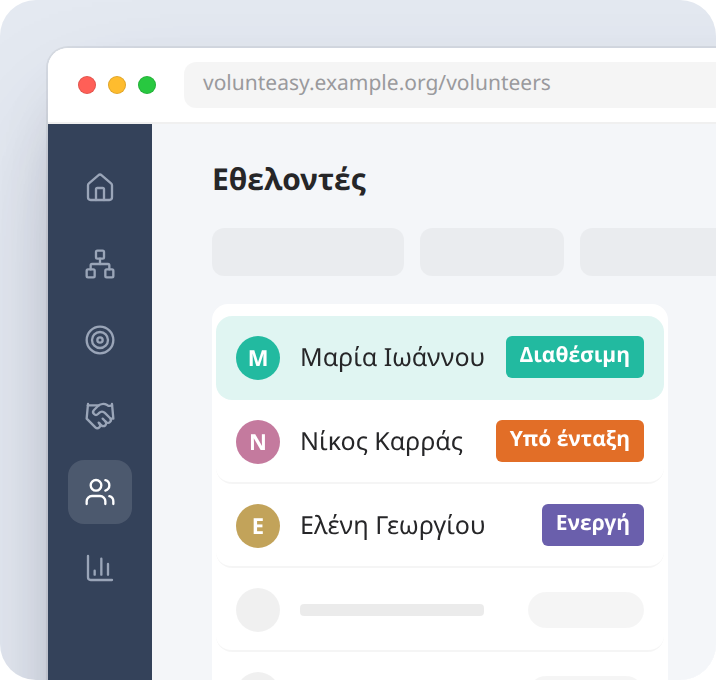 volunteasy.example.org/volunteers
Εθελοντές
Μ Μαρία Ιωάννου Διαθέσιμη
Ν Νίκος Καρράς Υπό ένταξη
Ε Ελένη Γεωργίου Ενεργή